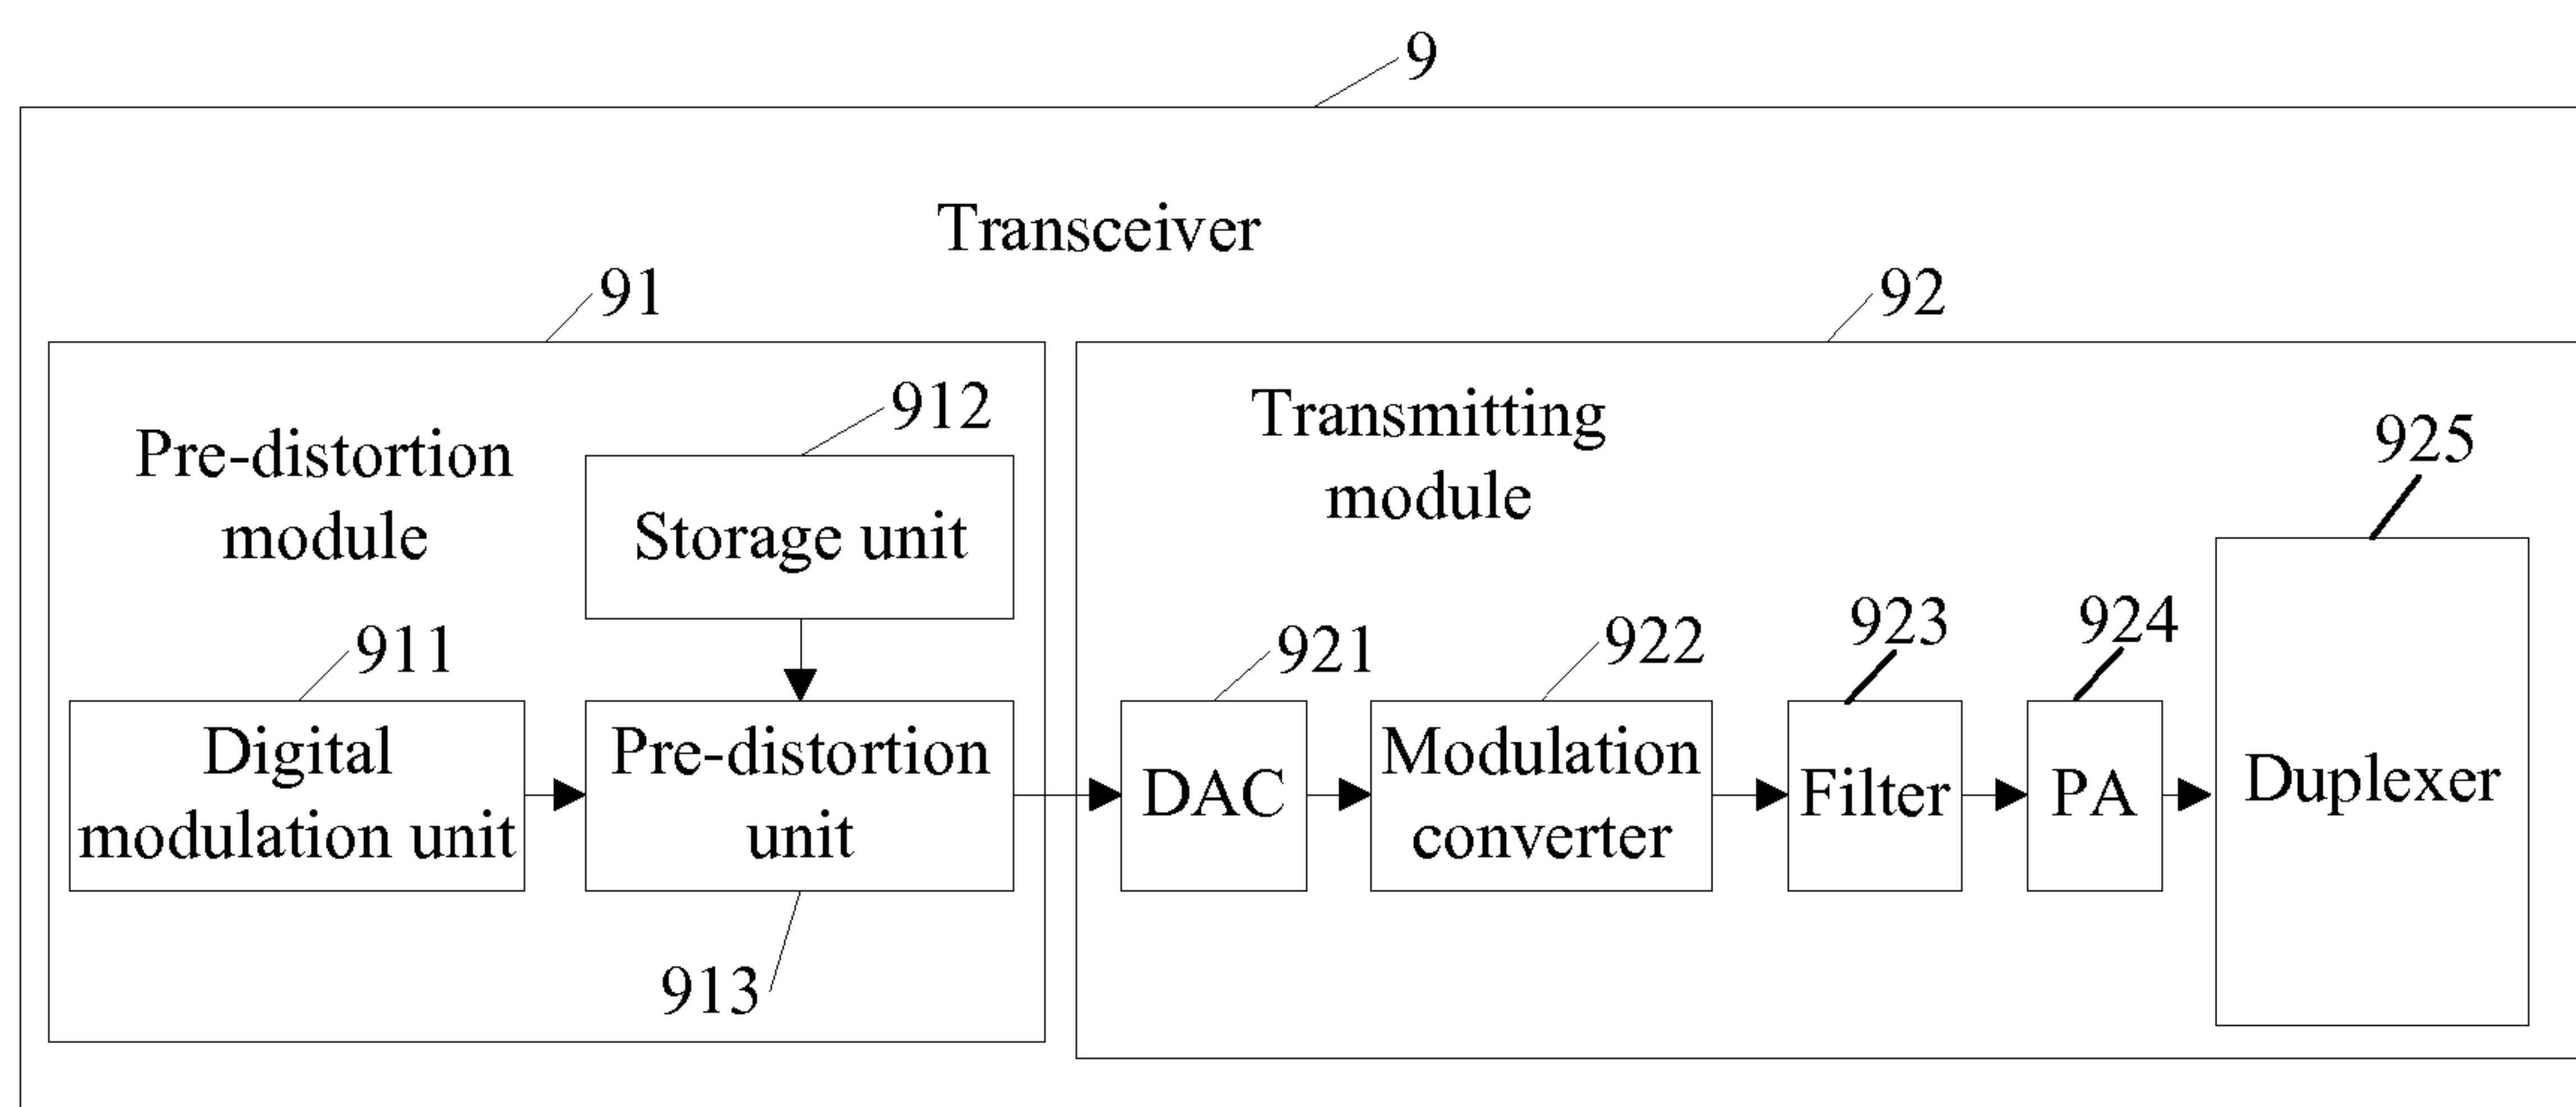 9
Transceiver
91
92
Pre-distortion
module
912
Storage unit
911
Digital
modulation unit
Pre-distortion
unit
913
Transmitting
module
921
DAC
922
Modulation
converter
923
Filter
924
PA
925
Duplexer